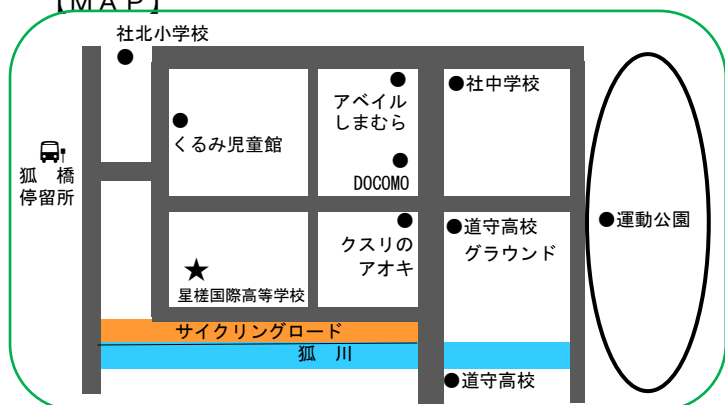 【ＭＡＰ】
社北小学校
●
●
アベイル
しまむら
●社中学校
●
くるみ児童館
狐　橋
停留所
●
DOCOMO
●
クスリの
アオキ
●道守高校
グラウンド
●運動公園
★
星槎国際高等学校
サイクリングロード
狐　川
●道守高校